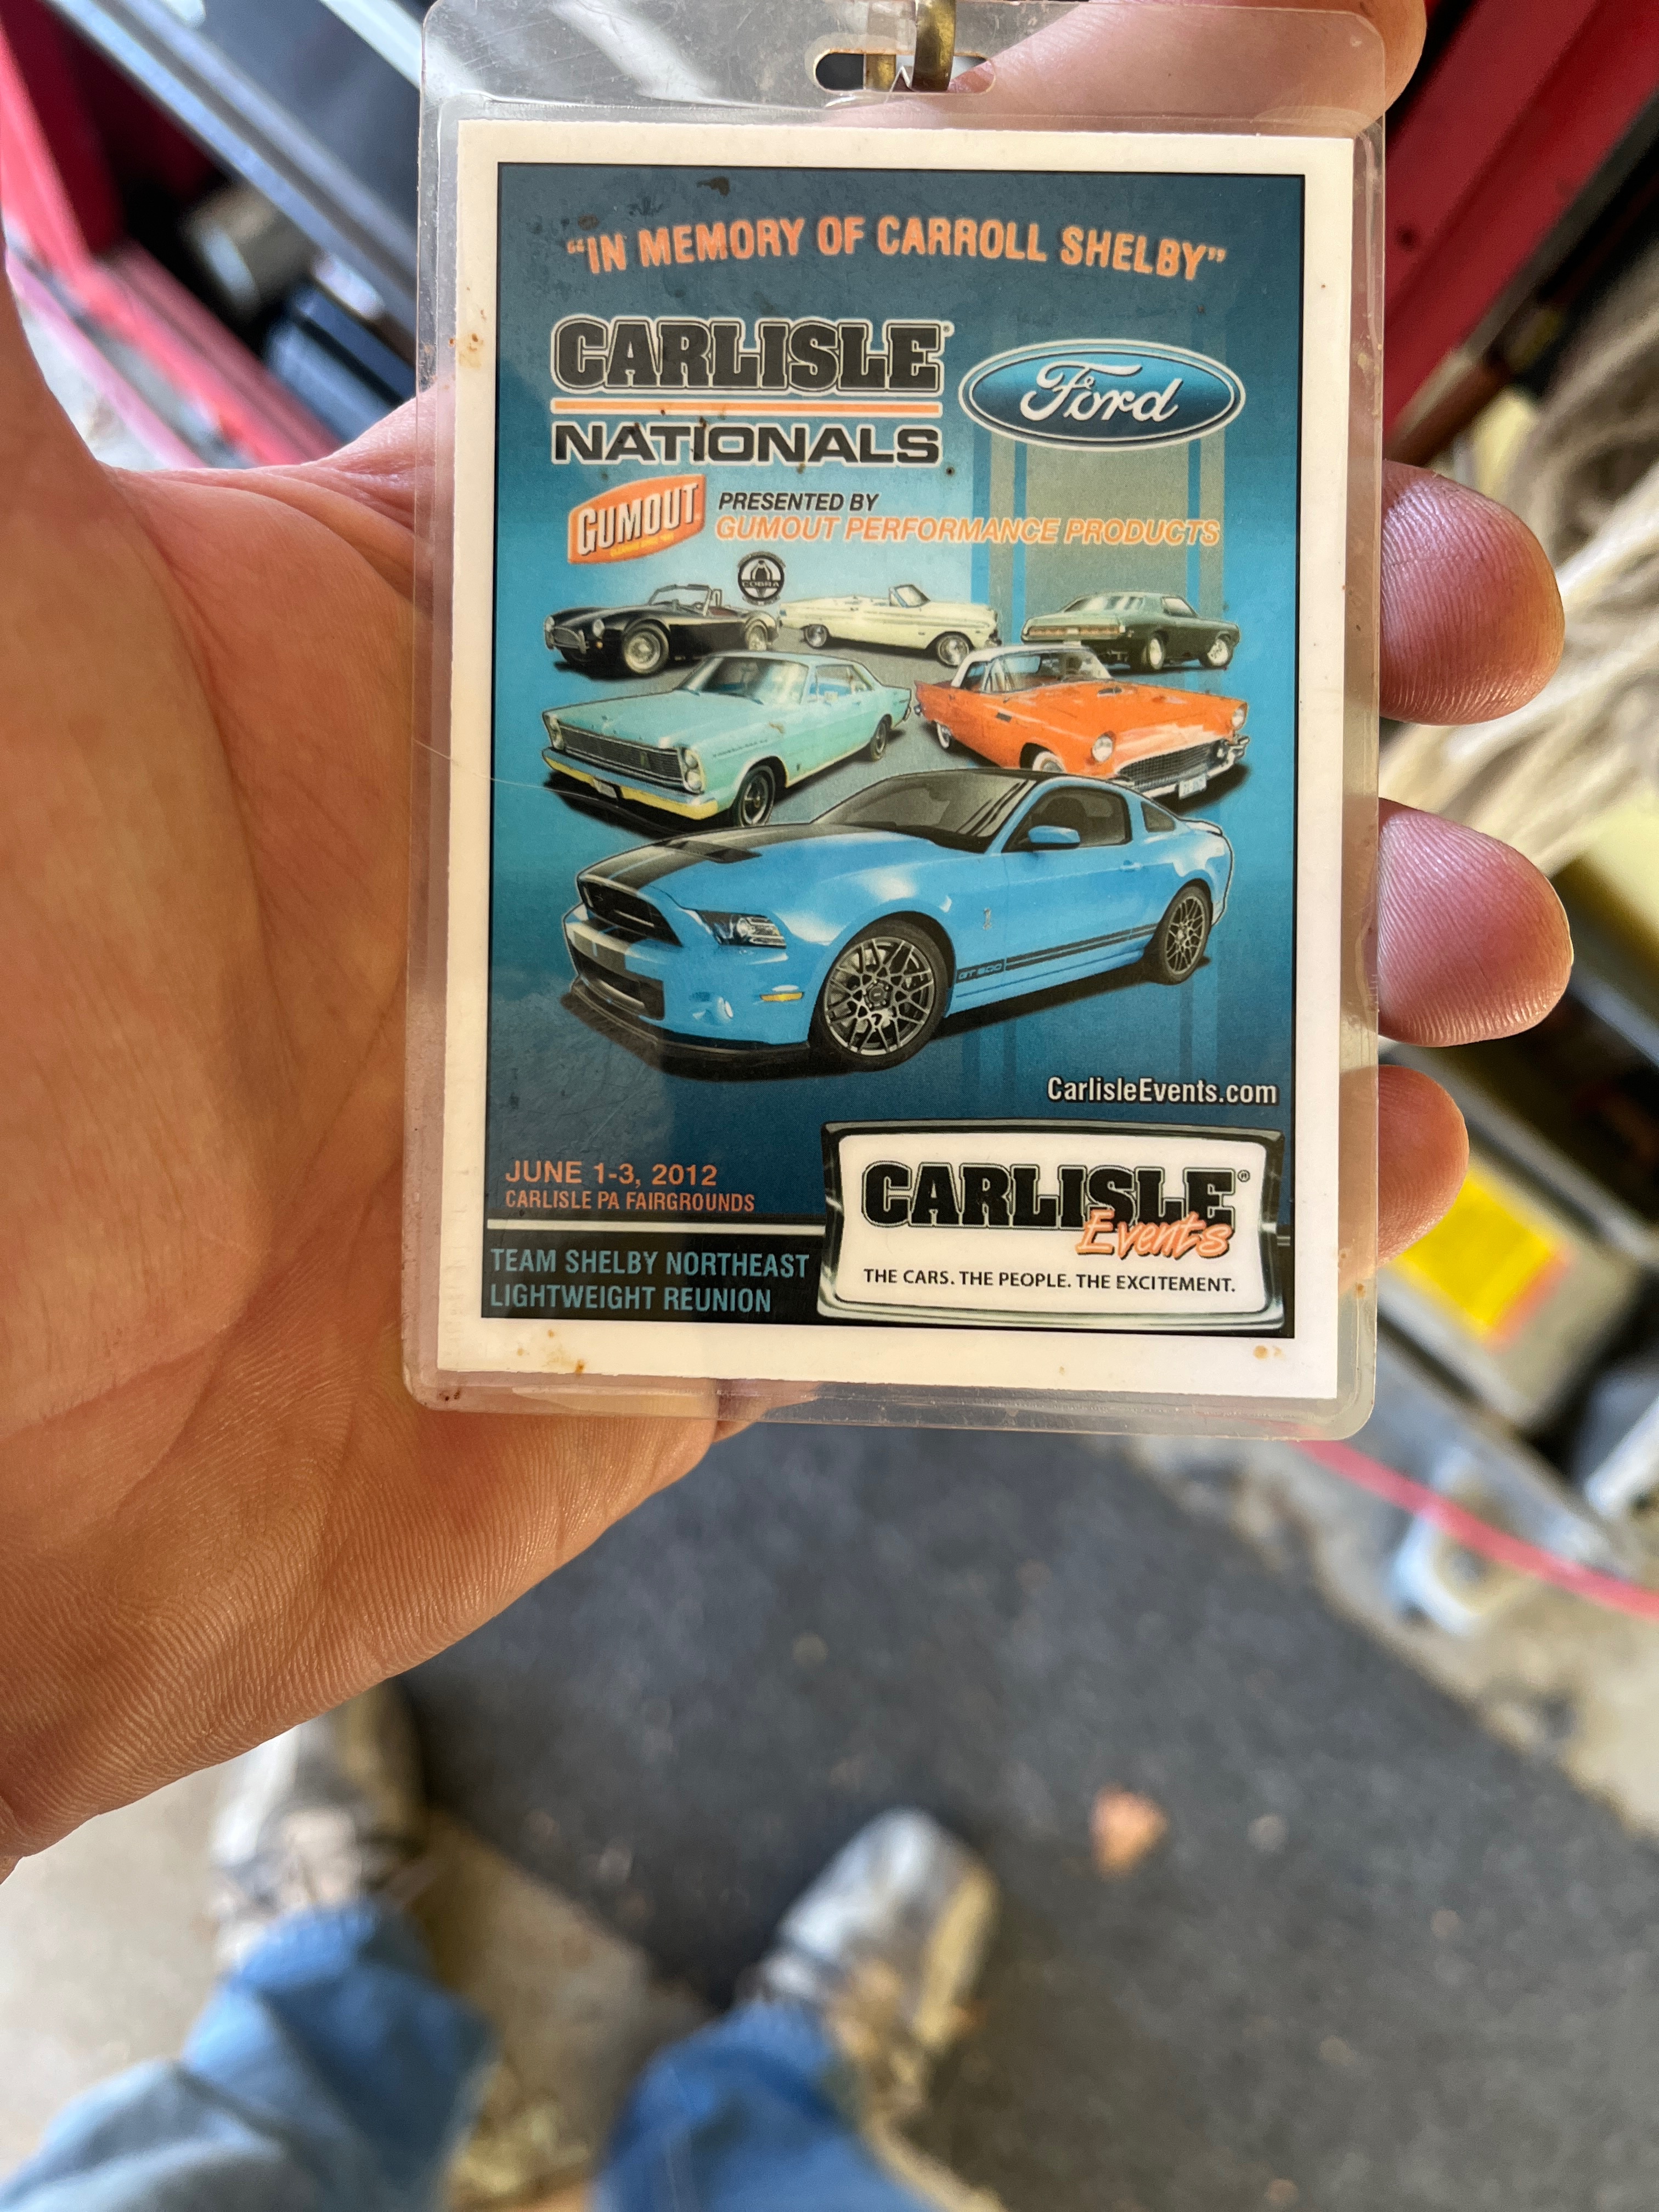 “IN MEMORY OF CARROLL SHELBY”
CARLISLE®
NATIONALS
Ford
GUMOUT
PRESENTED BY
GUMOUT PERFORMANCE PRODUCTS
COBRA
GT500
CarlisleEvents.com
JUNE 1-3, 2012
CARLISLE PA FAIRGROUNDS
TEAM SHELBY NORTHEAST
LIGHTWEIGHT REUNION
CARLISLE®
Events
THE CARS. THE PEOPLE. THE EXCITEMENT.